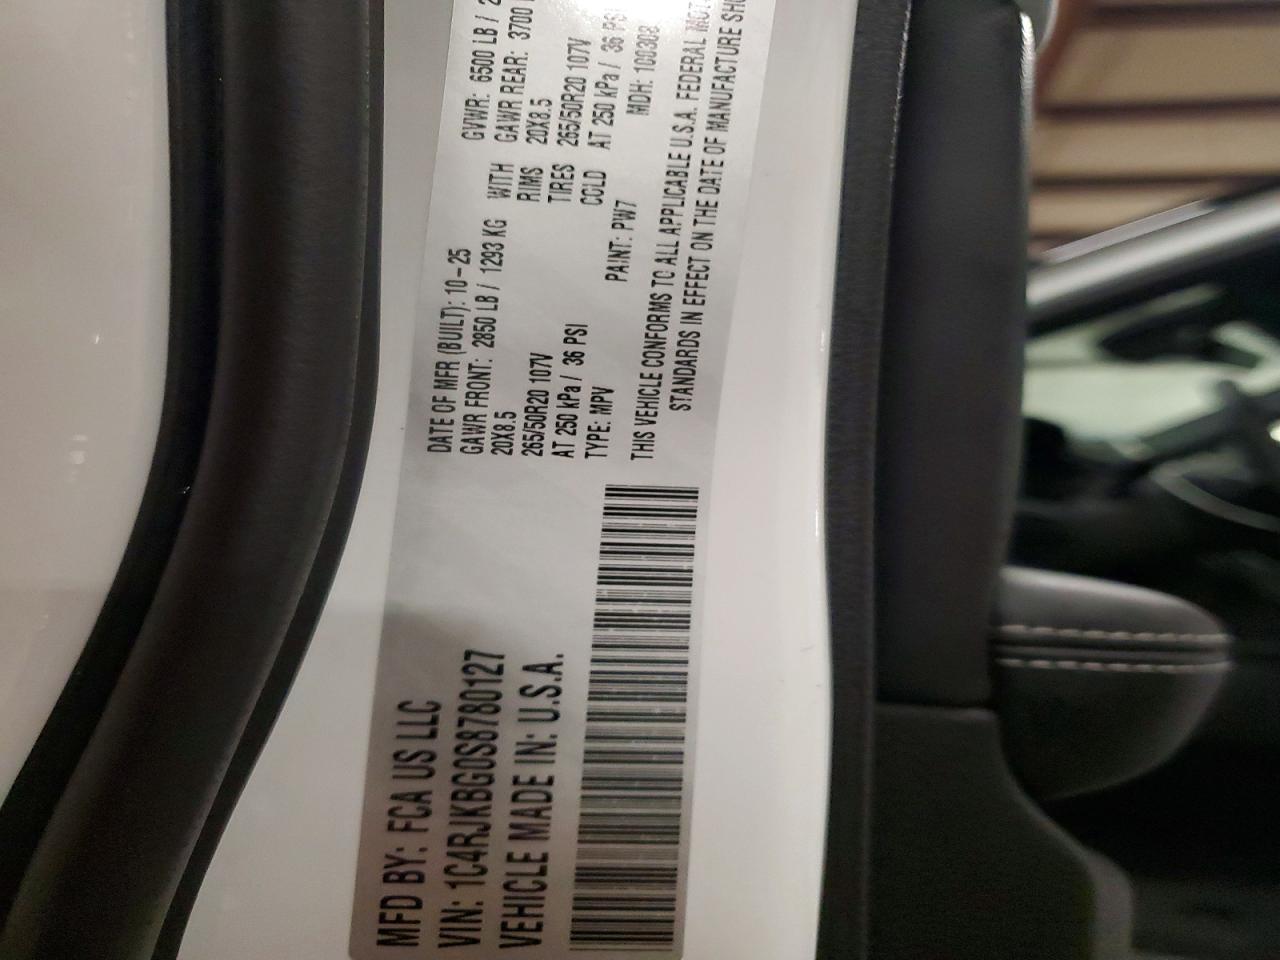 MFD BY: FCA US LLC
VIN: 1C4RJKBG0S8780127
VEHICLE MADE IN: U.S.A.
DATE OF MFR (BUILT): 10-25
GVWR: 6500 LB /
GAWR FRONT: 2850 LB / 1293 KG WITH
GAWR REAR: 3700
20X8.5 RIMS 20X8.5
265/50R20 107V TIRES 265/50R20 107V
AT 250 kPa / 36 PSI COLD AT 250 kPa / 36 PSI
TYPE: MPV PAINT: PW7 MDH: 100308
THIS VEHICLE CONFORMS TO ALL APPLICABLE U.S.A. FEDERAL
STANDARDS IN EFFECT ON THE DATE OF MANUFACTURE